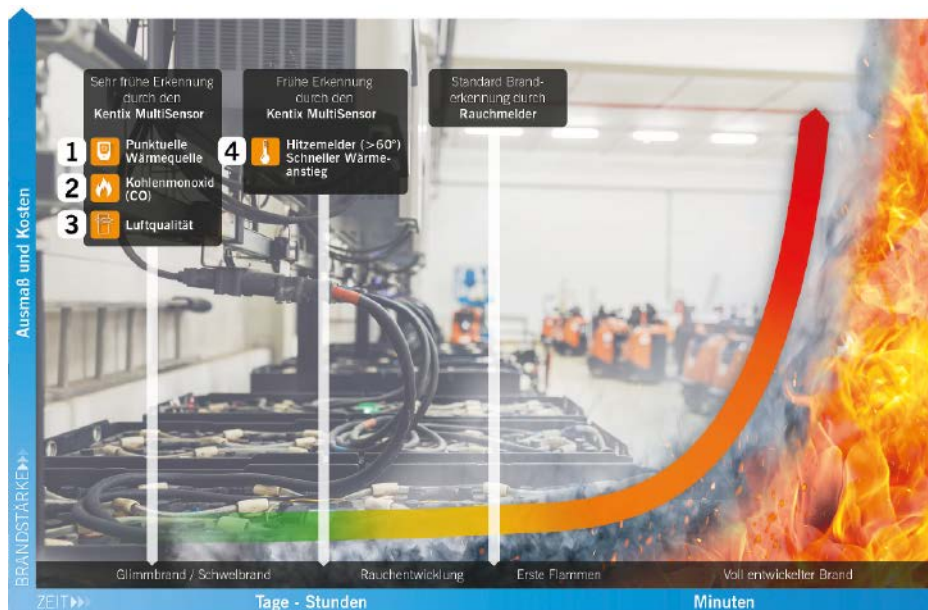 Sehr frühe Erkennung
durch den
Kentix MultiSensor
1 Punktuelle
Wärmequelle
2 Kohlenmonoxid
(CO)
3 Luftqualität
Frühe Erkennung
durch den
Kentix MultiSensor
4 Hitzemelder (>60°)
Schneller Wärme-
anstieg
Standard Brand-
erkennung durch
Rauchmelder
Ausmaß und Kosten
BRANDSTÄRKE
Glimmbrand / Schwelbrand
Rauchentwicklung
Erste Flammen
Voll entwickelter Brand
ZEIT
Tage - Stunden
Minuten